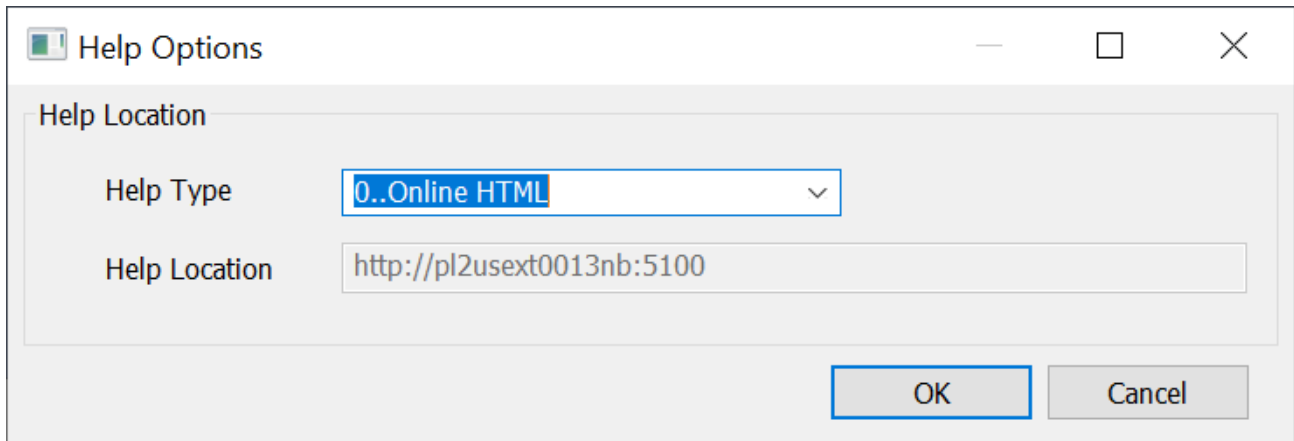 Help Options
Help Location
Help Type
0..Online HTML
Help Location
http://pl2usext0013nb:5100
OK
Cancel